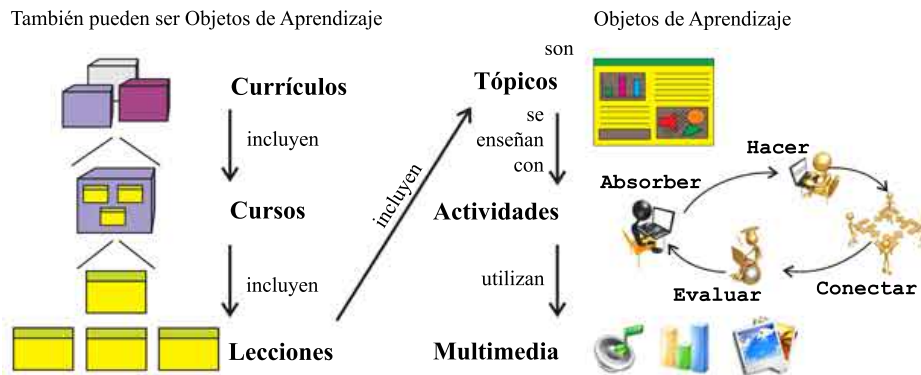 También pueden ser Objetos de Aprendizaje
Currículos
incluyen
Cursos
incluyen
Lecciones
incluyen
Objetos de Aprendizaje
son
Tópicos
se
enseñan
con
Actividades
utilizan
Multimedia
Hacer
Absorber
Evaluar
Conectar